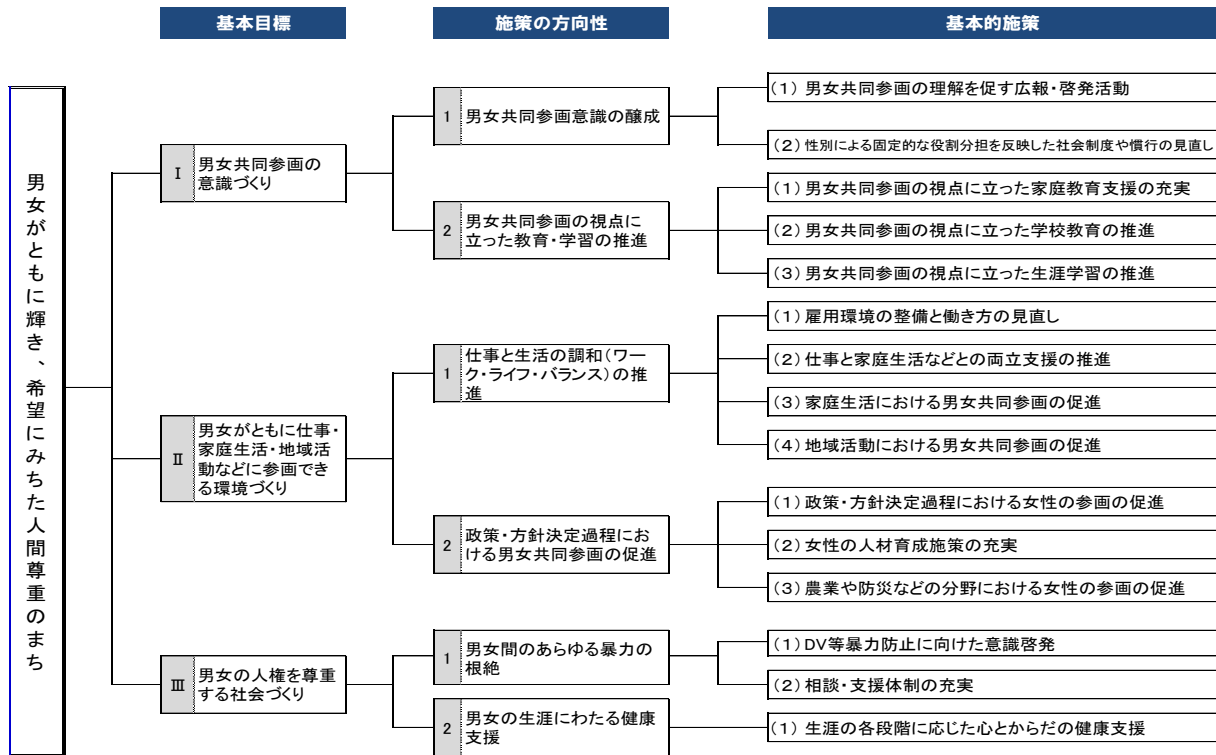 基本目標
施策の方向性
基本的施策
男女がともに輝き、希望にみちた人間尊重のまち
Ⅰ
男女共同参画の
意識づくり
1
男女共同参画意識の醸成
(1) 男女共同参画の理解を促す広報・啓発活動
(2) 性別による固定的な役割分担を反映した社会制度や慣行の見直し
2
男女共同参画の視点に
立った教育・学習の推進
(1) 男女共同参画の視点に立った家庭教育支援の充実
(2) 男女共同参画の視点に立った学校教育の推進
(3) 男女共同参画の視点に立った生涯学習の推進
Ⅱ
男女がともに仕事・
家庭生活・地域活
動などに参画でき
る環境づくり
1
仕事と生活の調和(ワー
ク・ライフ・バランス)の推
進
(1) 雇用環境の整備と働き方の見直し
(2) 仕事と家庭生活などとの両立支援の推進
(3) 家庭生活における男女共同参画の促進
(4) 地域活動における男女共同参画の促進
2
政策・方針決定過程にお
ける男女共同参画の促進
(1) 政策・方針決定過程における女性の参画の促進
(2) 女性の人材育成施策の充実
(3) 農業や防災などの分野における女性の参画の促進
Ⅲ
男女の人権を尊重
する社会づくり
1
男女間のあらゆる暴力の
根絶
(1) DV等暴力防止に向けた意識啓発
(2) 相談・支援体制の充実
2
男女の生涯にわたる健康
支援
(1) 生涯の各段階に応じた心とからだの健康支援